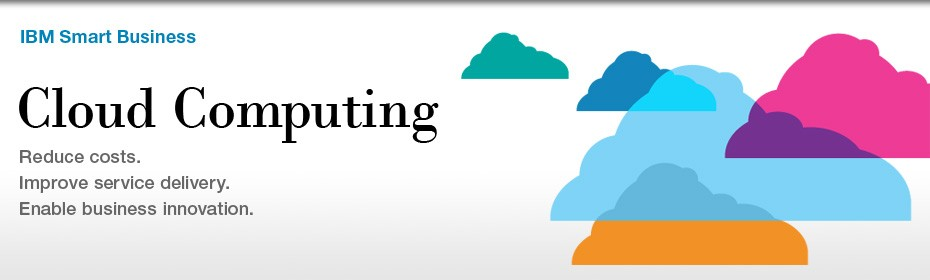 IBM Smart Business
Cloud Computing
Reduce costs.
Improve service delivery.
Enable business innovation.